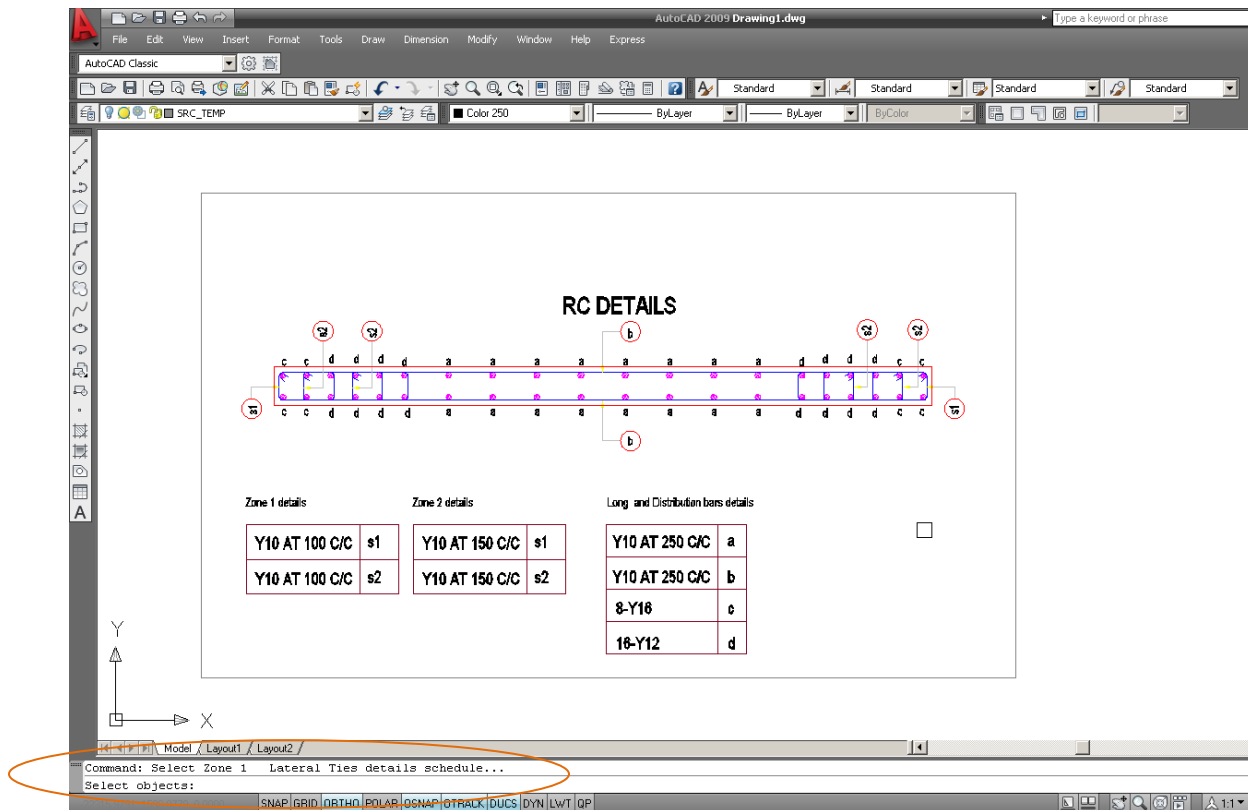 AutoCAD 2009 Drawing1.dwg
Type a keyword or phrase
File Edit View Insert Format Tools Draw Dimension Modify Window Help Express
AutoCAD Classic
Standard Standard Standard Standard
SRC_TEMP Color 250 ByLayer ByLayer ByColor
RC DETAILS
s2 s2 b s2 s2
c c d d d d a a a a a a a a d d d d c c
s1 s1
c c d d d d a a a a a a a a d d d d c c
b
Zone 1 details Zone 2 details Long and Distribution bars details
Y10 AT 100 C/C s1 Y10 AT 150 C/C s1 Y10 AT 250 C/C a
Y10 AT 100 C/C s2 Y10 AT 150 C/C s2 Y10 AT 250 C/C b
8-Y16 c
16-Y12 d
Y
X
Model Layout1 Layout2
Command: Select Zone 1 Lateral Ties details schedule...
Select objects:
SNAP GRID ORTHO POLAR OSNAP OTRACK DUCS DYN LWT QP 1:1